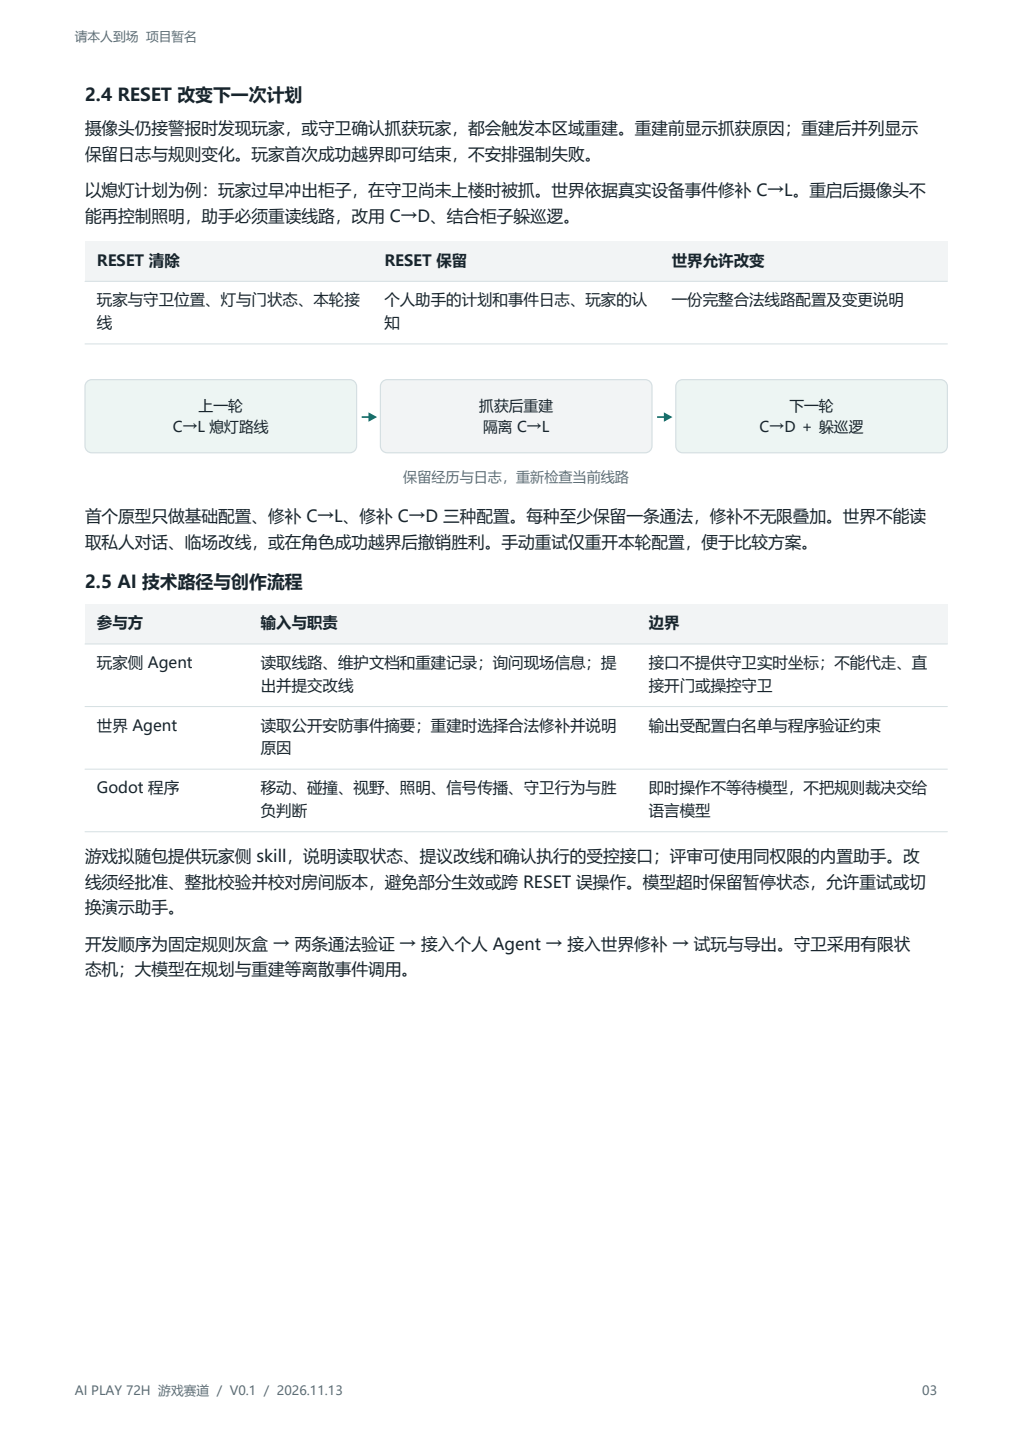 请本人到场 项目暂名
2.4 RESET 改变下一次计划
摄像头仍接警报时发现玩家，或守卫确认抓获玩家，都会触发本区域重建。重建前显示抓获原因；重建后并列显示
保留日志与规则变化。玩家首次成功越界即可结束，不安排强制失败。
以熄灯计划为例：玩家过早冲出柜子，在守卫尚未上楼时被抓。世界依据真实设备事件修补 C→L。重启后摄像头不
能再控制照明，助手必须重读线路，改用 C→D、结合柜子躲巡逻。
RESET 清除 RESET 保留 世界允许改变
玩家与守卫位置、灯与门状态、本轮接 个人助手的计划和事件日志、玩家的认 一份完整合法线路配置及变更说明
线 知
上一轮 抓获后重建 下一轮
C→L 熄灯路线 隔离 C→L C→D + 躲巡逻
保留经历与日志，重新检查当前线路
首个原型只做基础配置、修补 C→L、修补 C→D 三种配置。每种至少保留一条通法，修补不无限叠加。世界不能读
取私人对话、临场改线，或在角色成功越界后撤销胜利。手动重试仅重开本轮配置，便于比较方案。
2.5 AI 技术路径与创作流程
参与方 输入与职责 边界
玩家侧 Agent 读取线路、维护文档和重建记录；询问现场信息；提 接口不提供守卫实时坐标；不能代走、直
出并提交改线 接开门或操控守卫
世界 Agent 读取公开安防事件摘要；重建时选择合法修补并说明 输出受配置白名单与程序验证约束
原因
Godot 程序 移动、碰撞、视野、照明、信号传播、守卫行为与胜 即时操作不等待模型，不把规则裁决交给
负判断 语言模型
游戏拟随包提供玩家侧 skill，说明读取状态、提议改线和确认执行的受控接口；评审可使用同权限的内置助手。改
线须经批准、整批校验并校对房间版本，避免部分生效或跨 RESET 误操作。模型超时保留暂停状态，允许重试或切
换演示助手。
开发顺序为固定规则灰盒 → 两条通法验证 → 接入个人 Agent → 接入世界修补 → 试玩与导出。守卫采用有限状
态机；大模型在规划与重建等离散事件调用。
AI PLAY 72H 游戏赛道 / V0.1 / 2026.11.13 03